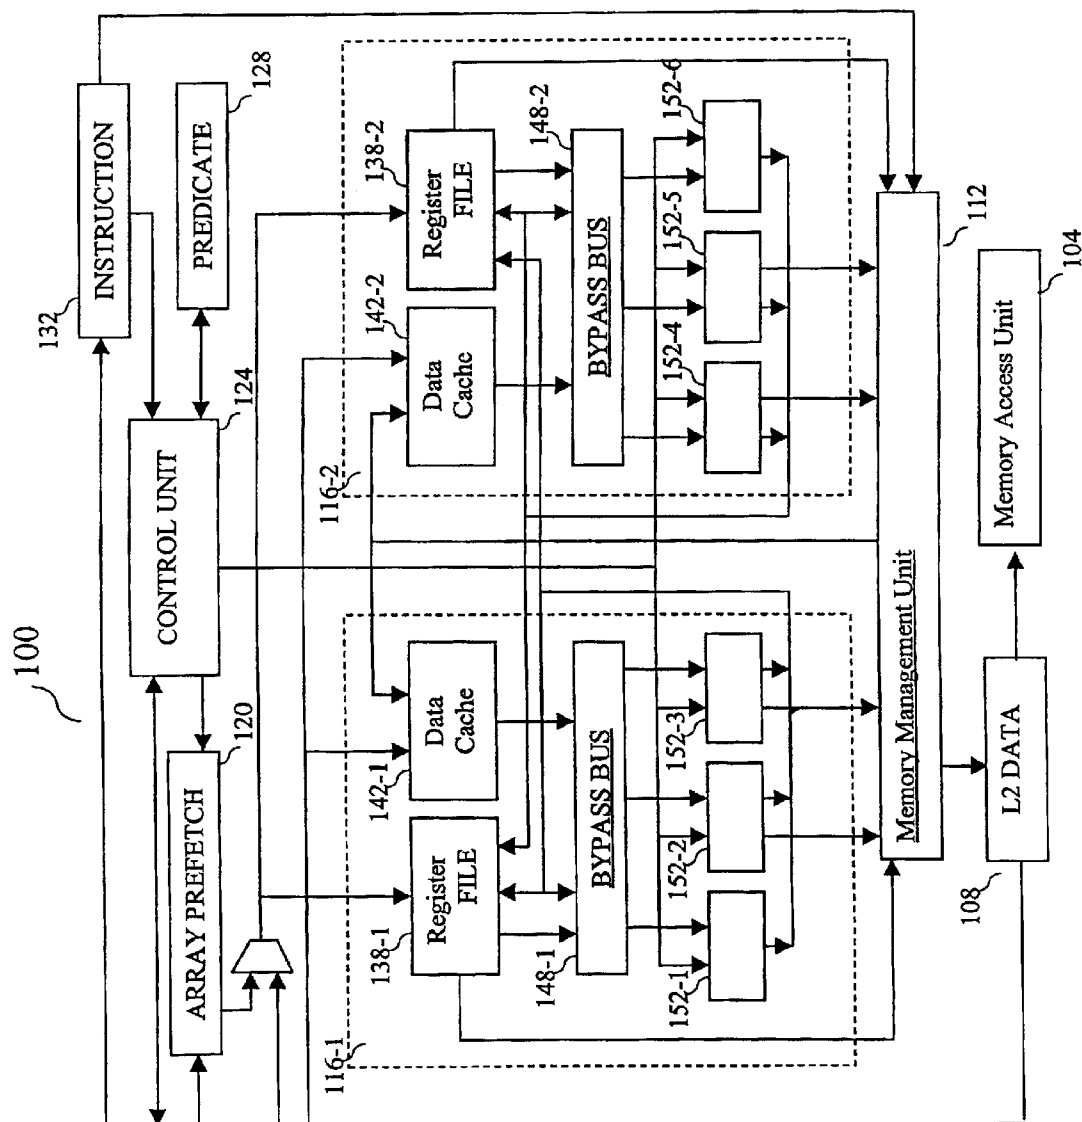 100
132
INSTRUCTION
PREDICATE
128
CONTROL UNIT
124
ARRAY PREFETCH
120
116-1
138-1
Register
FILE
142-1
Data
Cache
148-1
BYPASS BUS
152-1
152-2
152-3
116-2
142-2
Data
Cache
138-2
Register
FILE
148-2
BYPASS BUS
152-4
152-5
152-6
Memory Management Unit
112
L2 DATA
108
Memory Access Unit
104